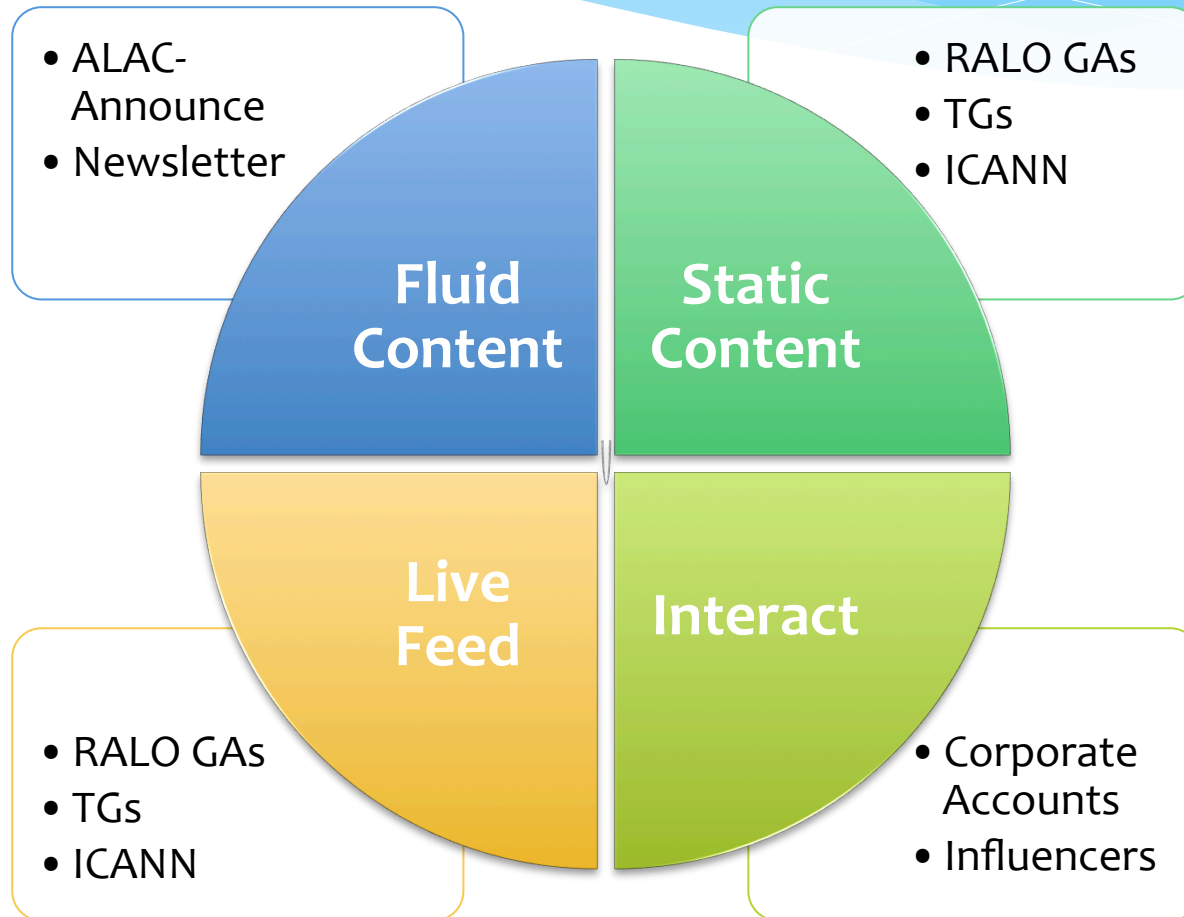 • ALAC-
Announce
• Newsletter
• RALO GAs
• TGs
• ICANN
Fluid
Content
Static
Content
Live
Feed
Interact
• RALO GAs
• TGs
• ICANN
• Corporate
Accounts
• Influencers